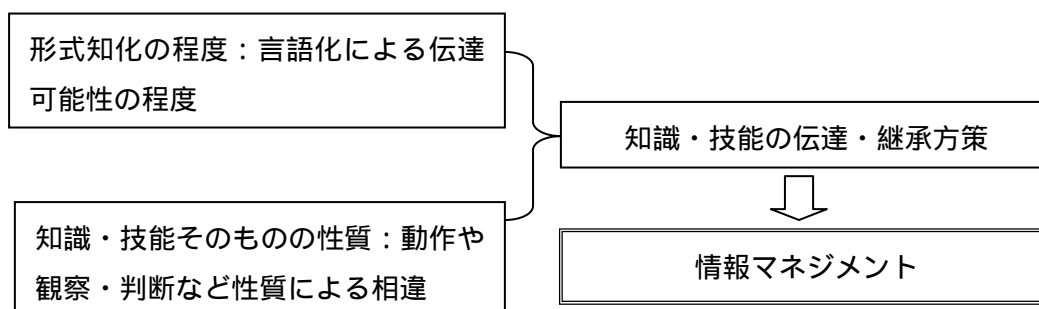 形式知化の程度：言語化による伝達
可能性の程度
知識・技能そのものの性質：動作や
観察・判断など性質による相違
知識・技能の伝達・継承方策
情報マネジメント